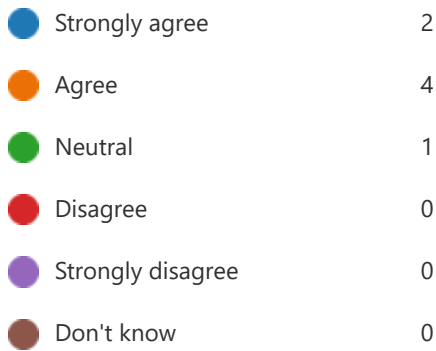 Strongly agree 2
Agree 4
Neutral 1
Disagree 0
Strongly disagree 0
Don't know 0